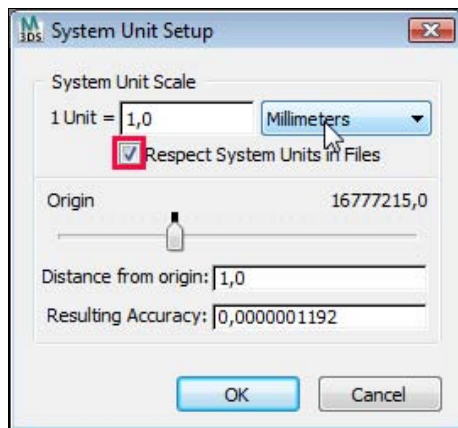 M
3DS System Unit Setup
System Unit Scale
1 Unit = 1,0 Millimeters
Respect System Units in Files
Origin 16777215,0
Distance from origin: 1,0
Resulting Accuracy: 0,0000001192
OK Cancel